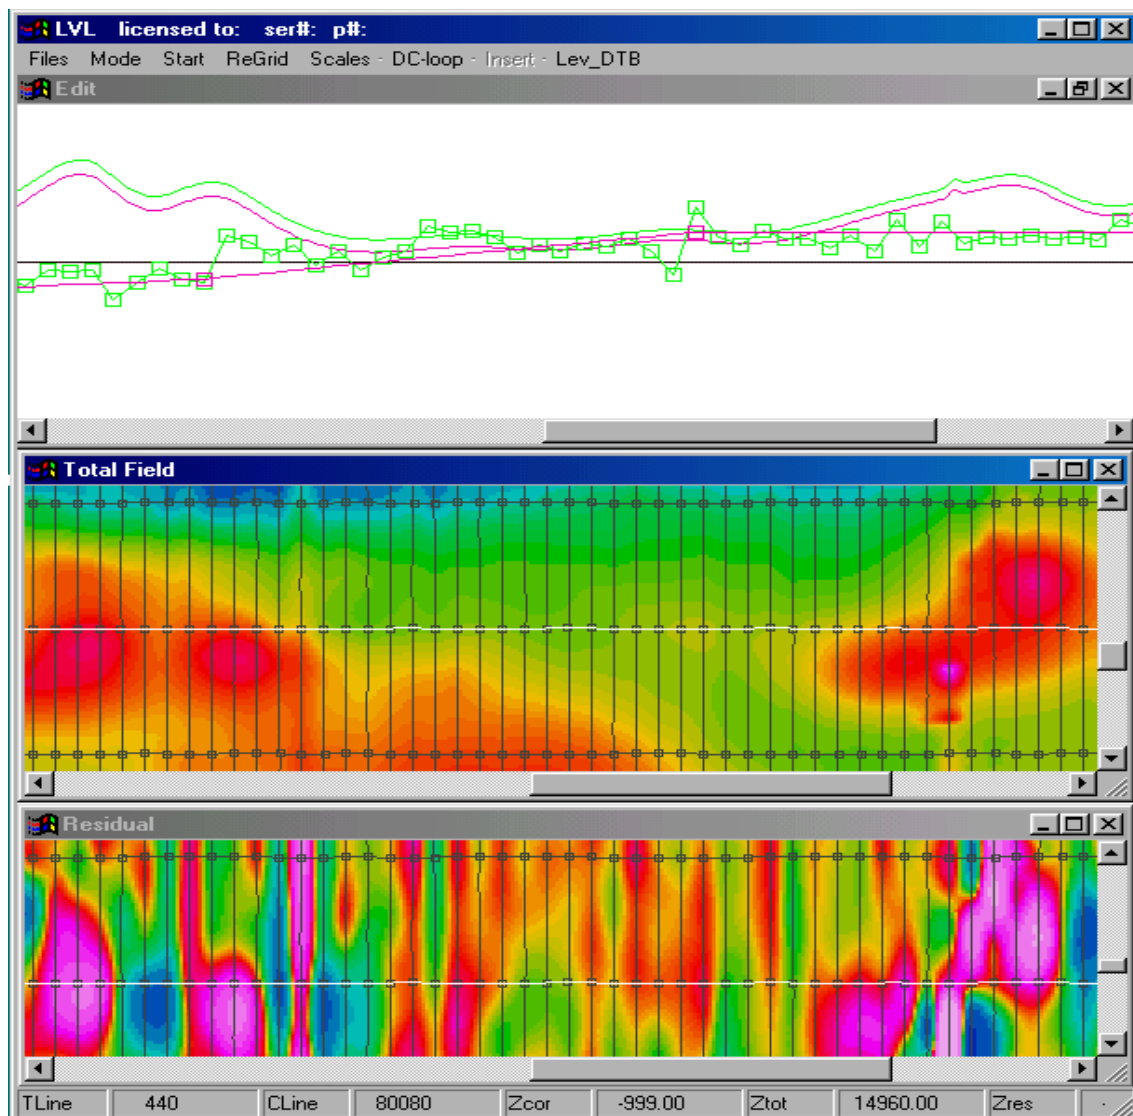 LVL licensed to: ser#: p#:
Files Mode Start ReGrid Scales - DC-loop - Insert - Lev_DTB
Edit
Total Field
Residual
TLine 440 CLine 80080 Zcor -999.00 Ztot 14960.00 Zres -